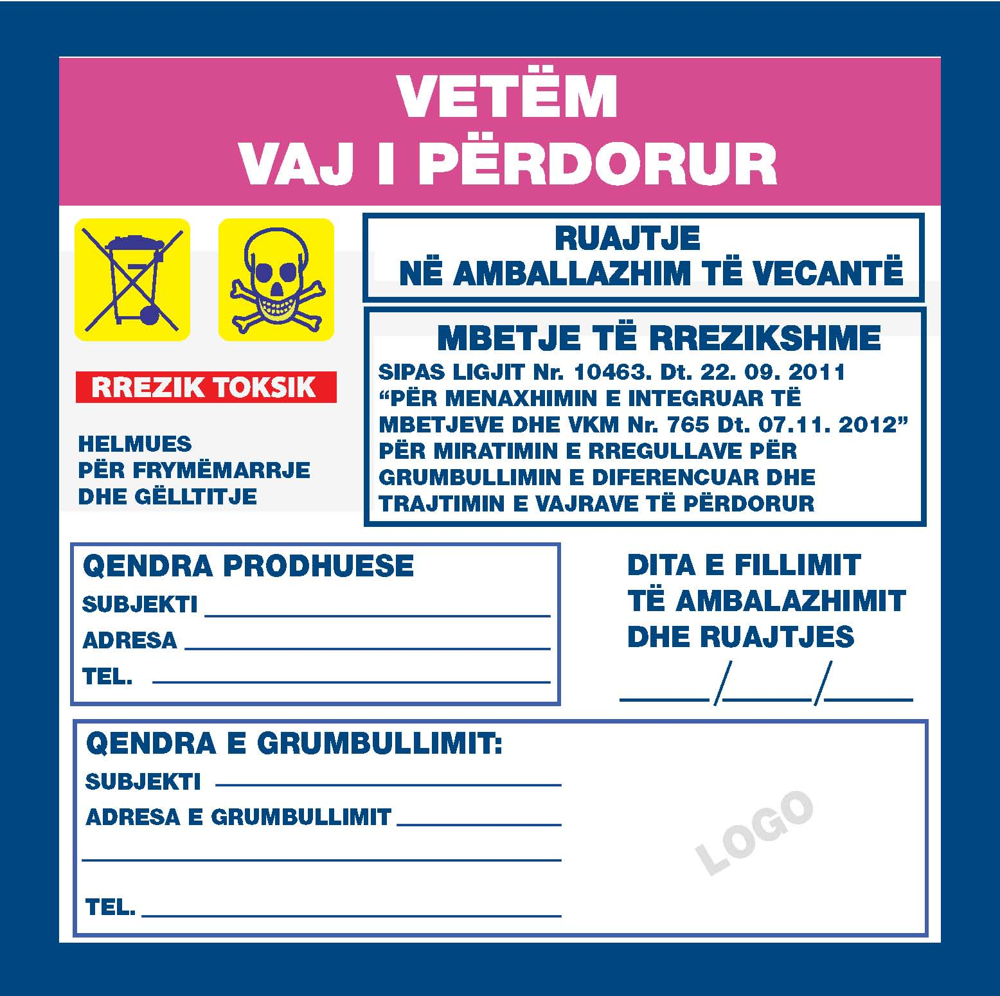 VETËM
VAJ I PËRDORUR
RUAJTJE
NË AMBALLAZHIM TË VECANTË
RREZIK TOKSIK
HELMUES
PËR FRYMËMARRJE
DHE GËLLTITJE
MBETJE TË RREZIKSHME
SIPAS LIGJIT Nr. 10463. Dt. 22. 09. 2011
“PËR MENAXHIMIN E INTEGRUAR TË
MBETJEVE DHE VKM Nr. 765 Dt. 07.11. 2012”
PËR MIRATIMIN E RREGULLAVE PËR
GRUMBULLIMIN E DIFERENCUAR DHE
TRAJTIMIN E VAJRAVE TË PËRDORUR
QENDRA PRODHUESE
SUBJEKTI
ADRESA
TEL.
DITA E FILLIMIT
TË AMBALAZHIMIT
DHE RUAJTJES
___/___/___
QENDRA E GRUMBULLIMIT:
SUBJEKTI
ADRESA E GRUMBULLIMIT
TEL.
LOGO